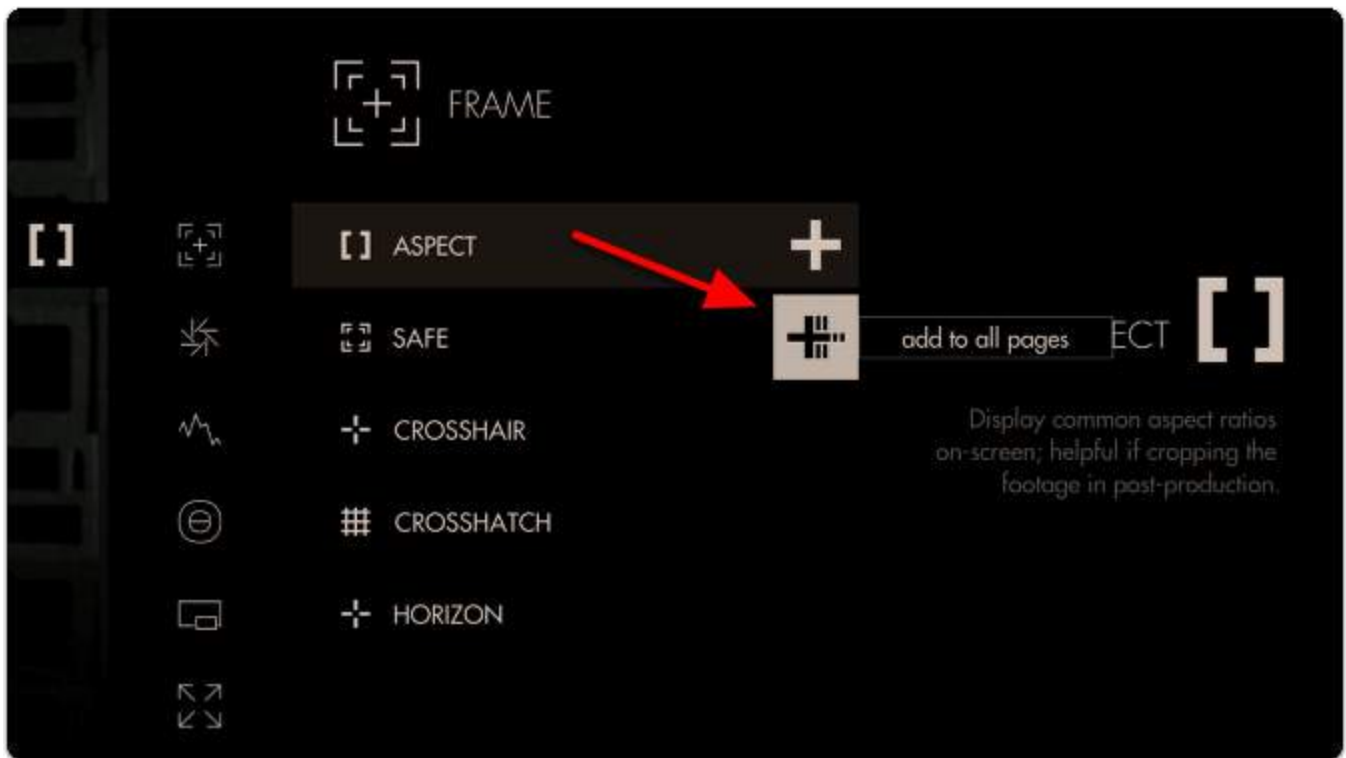 FRAME
ASPECT
SAFE
add to all pages
ECT
CROSSHAIR
Display common aspect ratios
on-screen; helpful if cropping the
footage in post-production.
CROSSHATCH
HORIZON